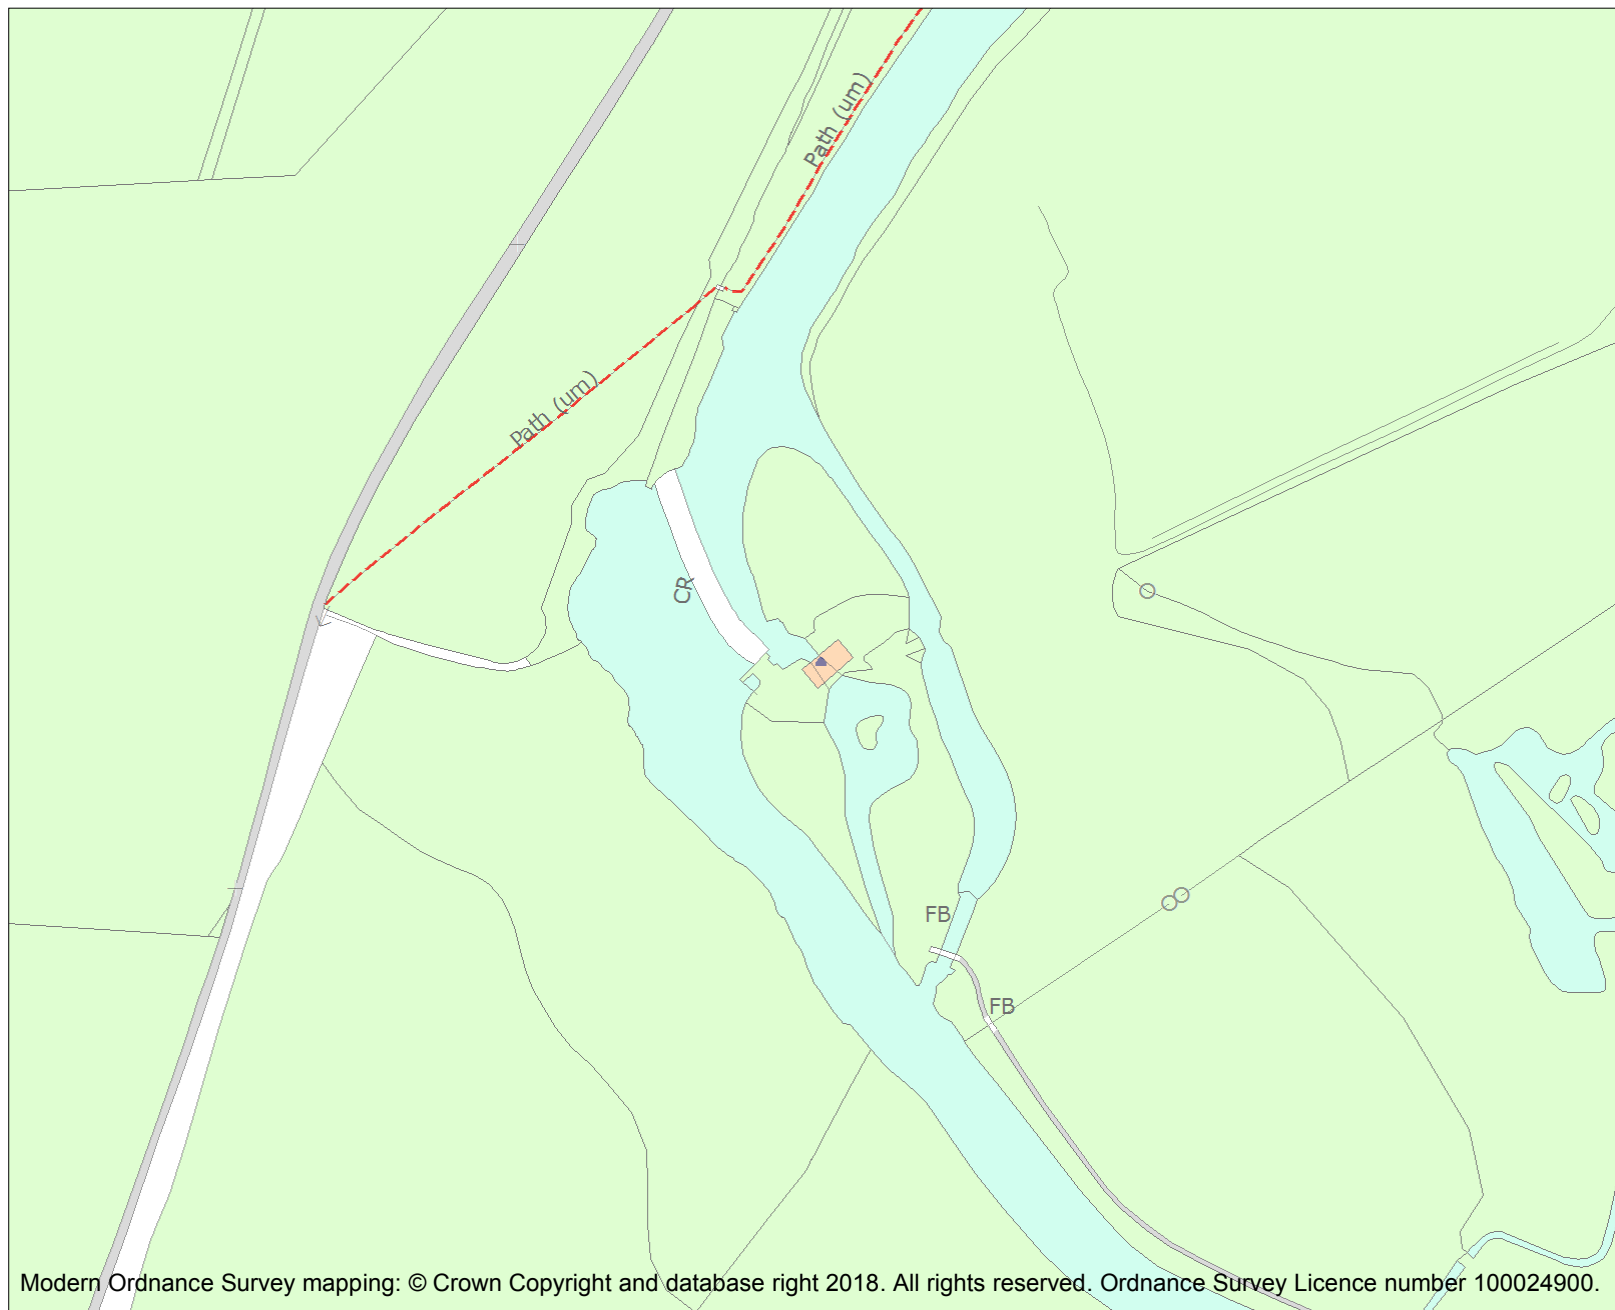 Path (um)
Path (um)
CR
FB
FB
Modern Ordnance Survey mapping: © Crown Copyright and database right 2018. All rights reserved. Ordnance Survey Licence number 100024900.